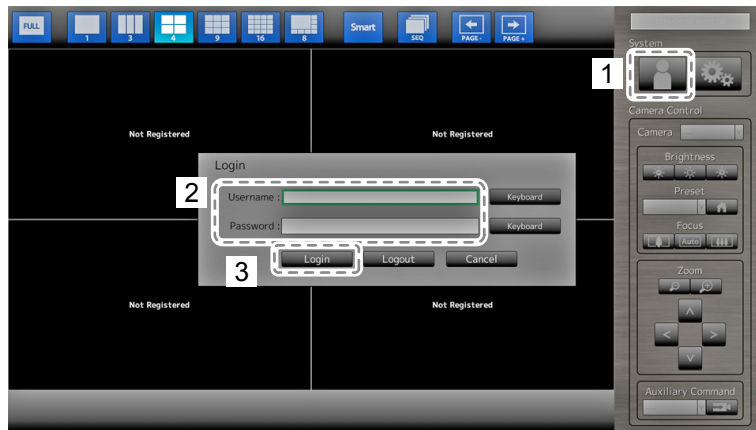 FULL
1
3
4
9
16
8
Smart
SEQ
PAGE-
PAGE+
System
1
Camera Control
Camera
Brightness
Preset
Focus
Auto
Zoom
Auxiliary Command
Not Registered
Not Registered
Login
2
Username :
Keyboard
Password :
Keyboard
3
Login
Logout
Cancel
Not Registered
Not Registered